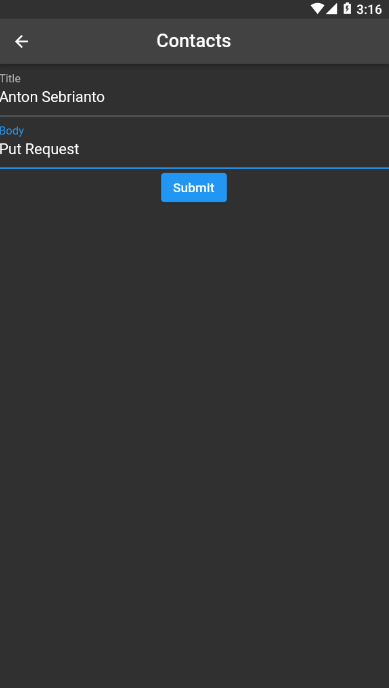 3:16
Contacts
Title
Anton Sebrianto
Body
Put Request
Submit